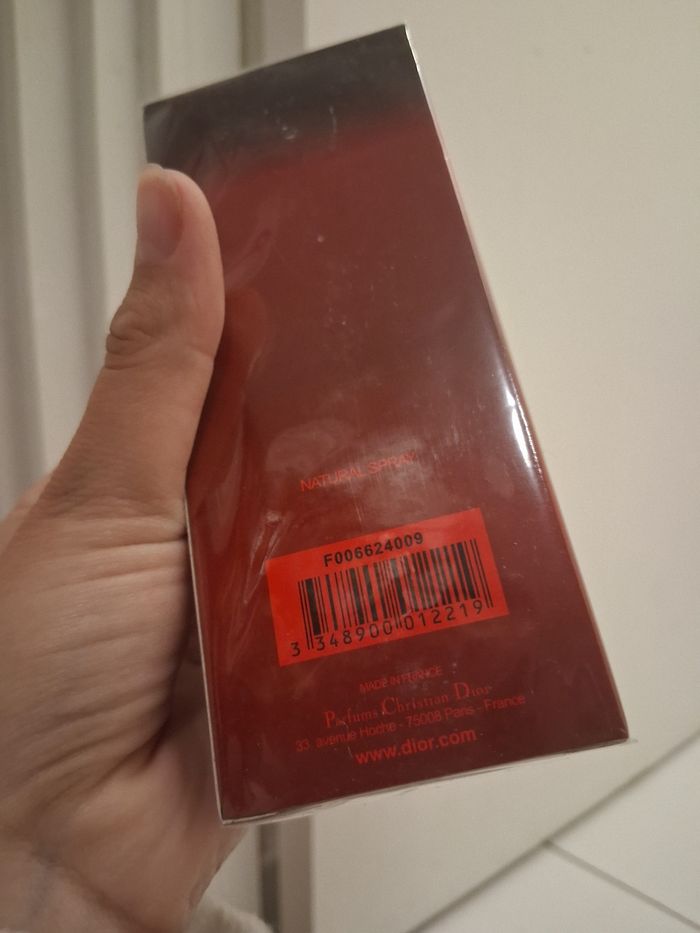 NATURAL SPRAY
F006624009
3 348900 012219
MADE IN FRANCE
Parfums Christian Dior
33, avenue Hoche - 75008 Paris - France
www.dior.com